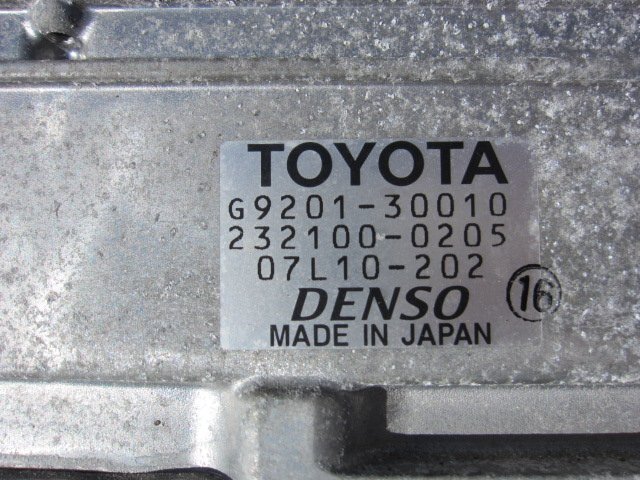 TOYOTA
G9201-30010
232100-0205
07L10-202
DENSO 16
MADE IN JAPAN